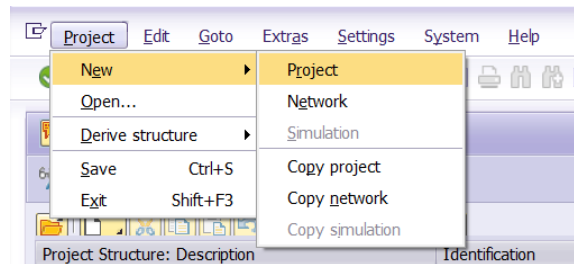 Project Edit Goto Extras Settings System Help
New
Open...
Derive structure
Save Ctrl+S
Exit Shift+F3
Project
Network
Simulation
Copy project
Copy network
Copy simulation
Project Structure: Description Identification